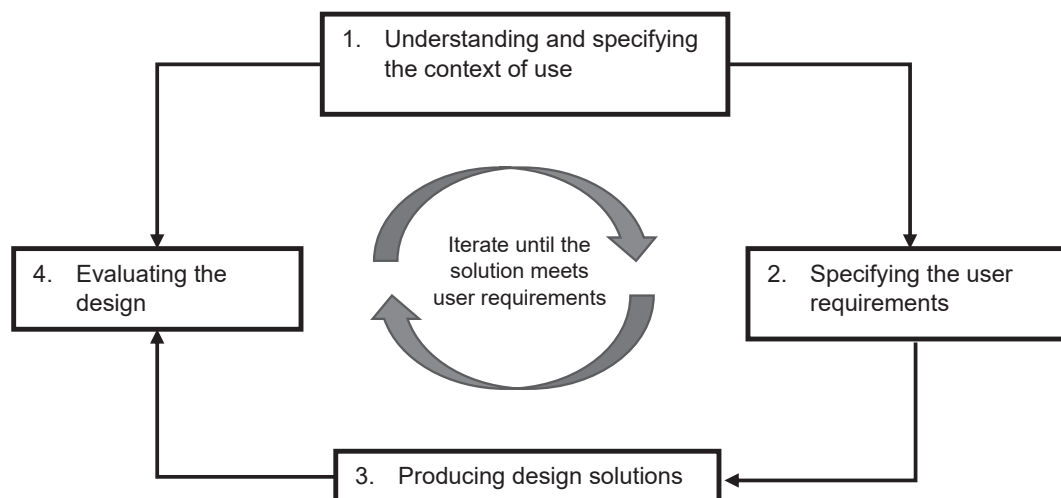 1. Understanding and specifying
the context of use
4. Evaluating the
design
Iterate until the
solution meets
user requirements
2. Specifying the user
requirements
3. Producing design solutions